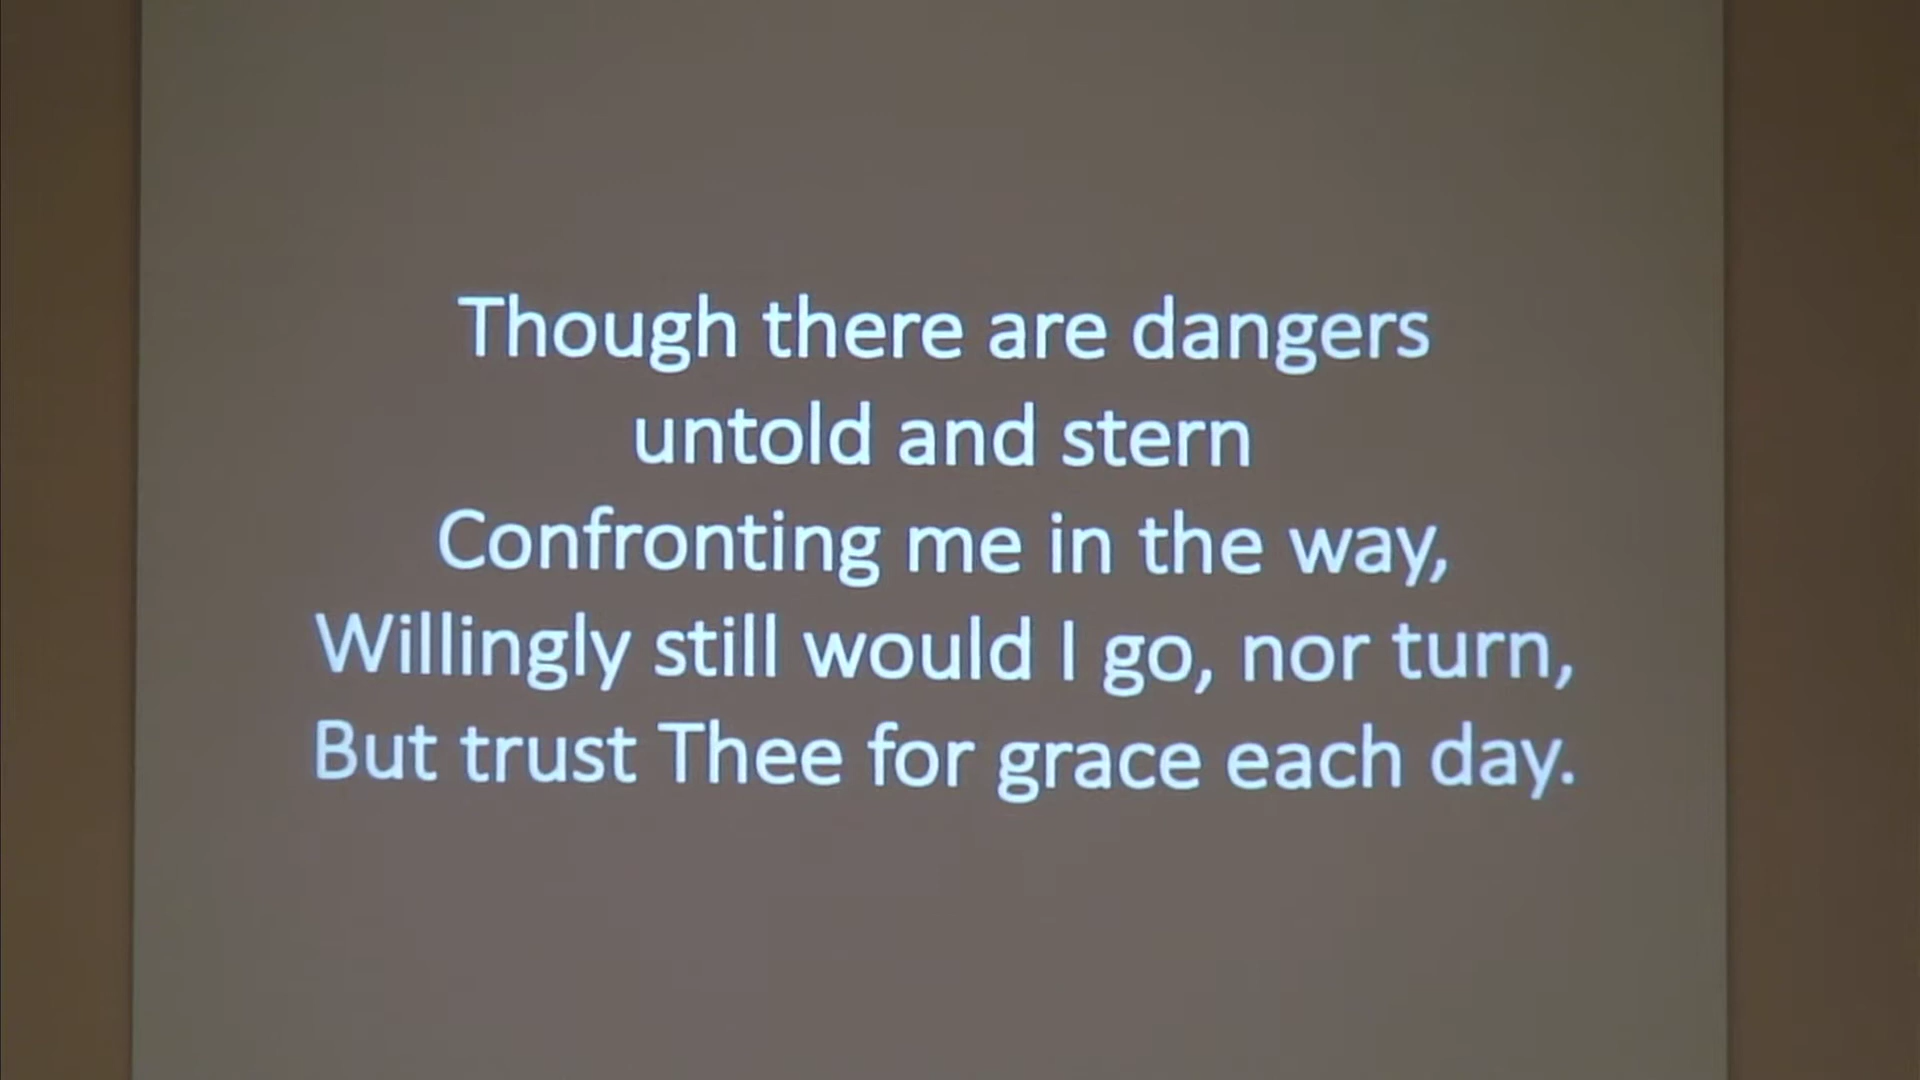 Though there are dangers
untold and stern
Confronting me in the way,
Willingly still would I go, nor turn,
But trust Thee for grace each day.